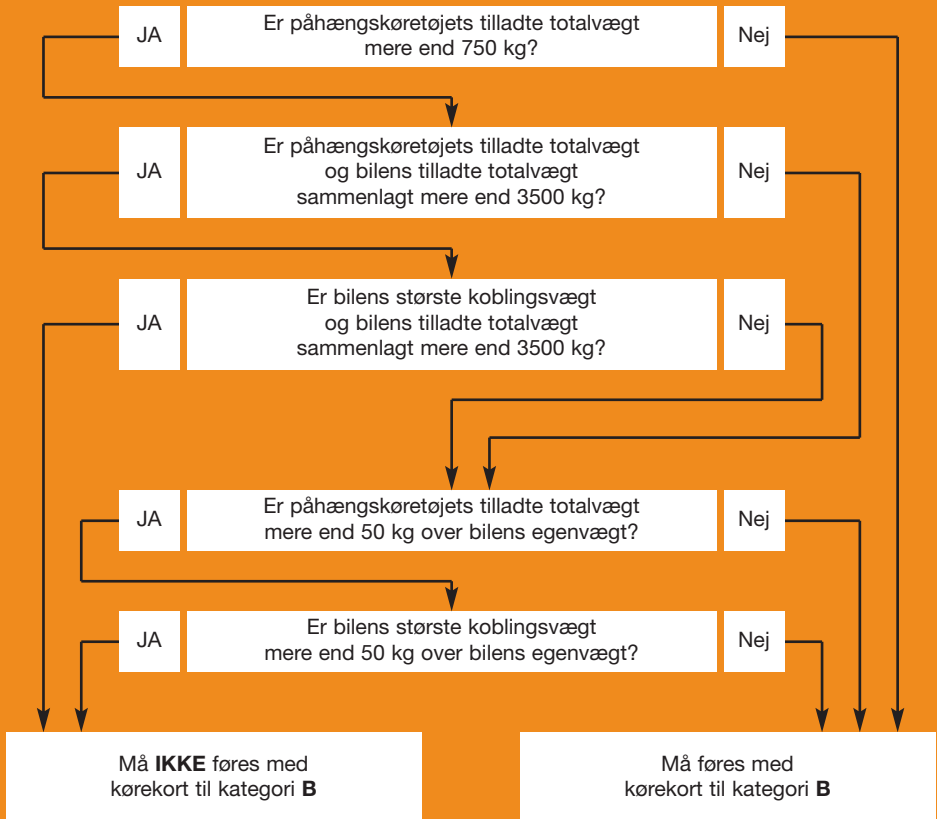 JA
Er påhængskøretøjets tilladte totalvægt
mere end 750 kg?
Nej
JA
Er påhængskøretøjets tilladte totalvægt
og bilens tilladte totalvægt
sammenlagt mere end 3500 kg?
Nej
JA
Er bilens største koblingsvægt
og bilens tilladte totalvægt
sammenlagt mere end 3500 kg?
Nej
JA
Er påhængskøretøjets tilladte totalvægt
mere end 50 kg over bilens egenvægt?
Nej
JA
Er bilens største koblingsvægt
mere end 50 kg over bilens egenvægt?
Nej
Må IKKE føres med
kørekort til kategori B
Må føres med
kørekort til kategori B